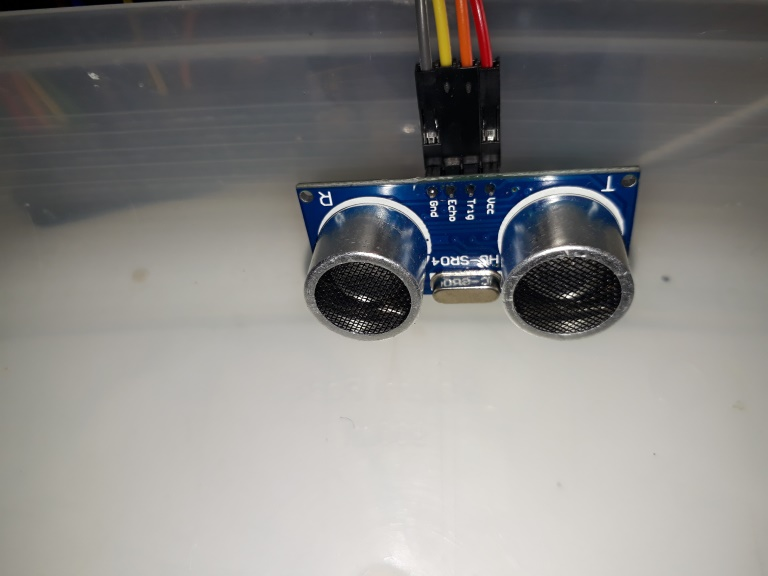 R
T
Gnd
Echo
Trig
Vcc
HC-SR04